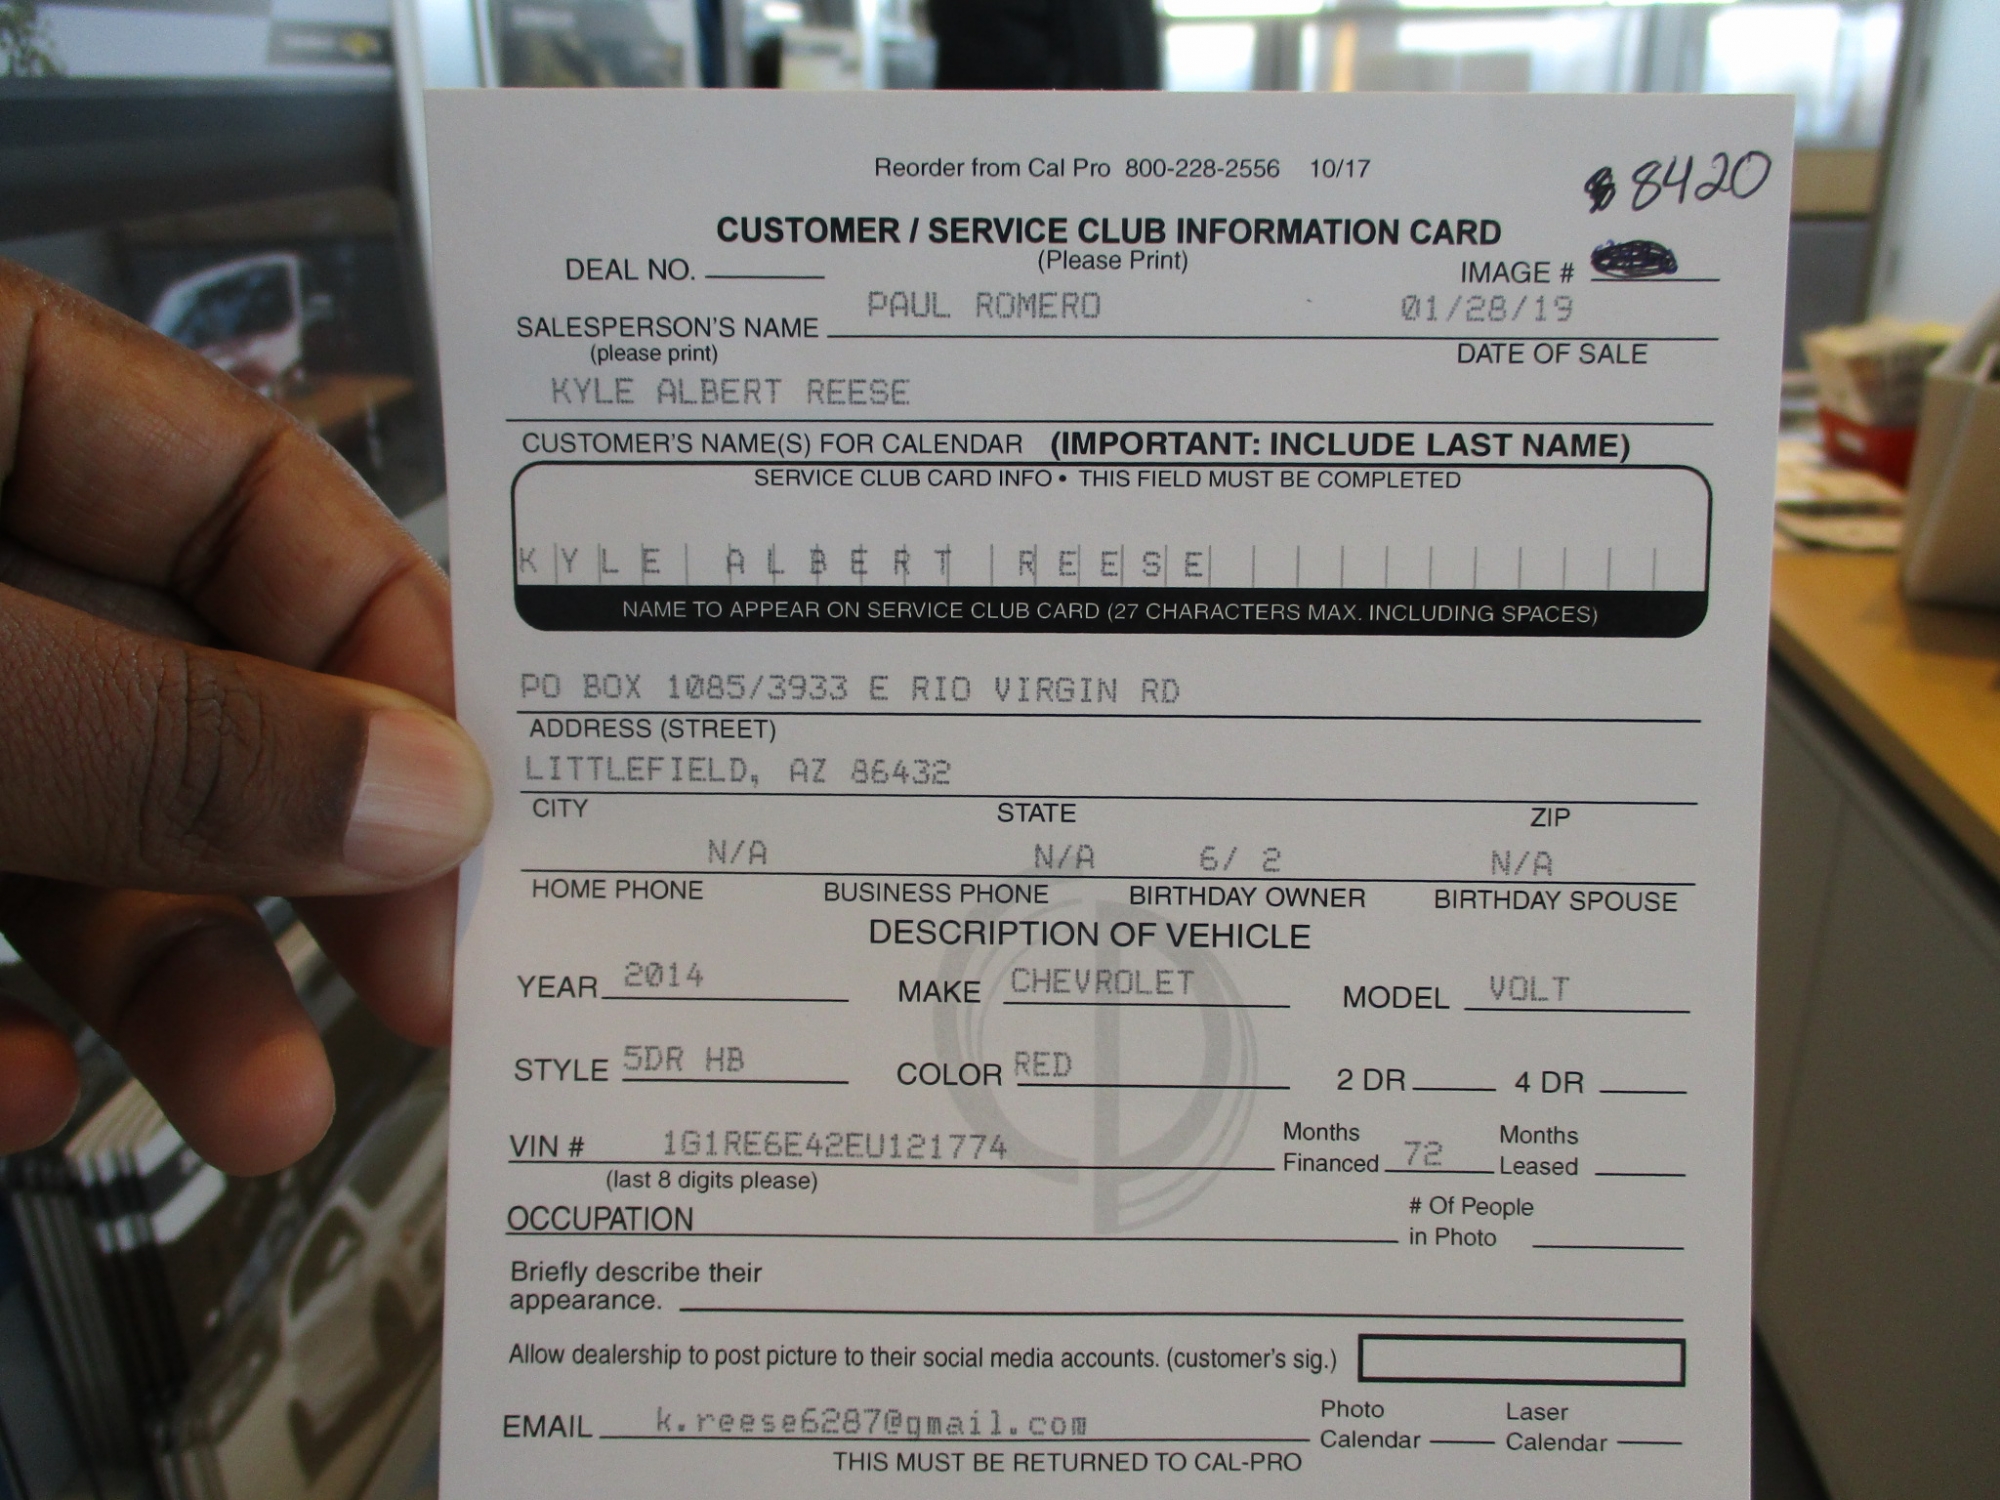 Reorder from Cal Pro 800-228-2556 10/17
8420
CUSTOMER / SERVICE CLUB INFORMATION CARD
(Please Print)
DEAL NO. IMAGE #
PAUL ROMERO 01/28/19
SALESPERSON'S NAME
(please print) DATE OF SALE
KYLE ALBERT REESE
CUSTOMER'S NAME(S) FOR CALENDAR (IMPORTANT: INCLUDE LAST NAME)
SERVICE CLUB CARD INFO • THIS FIELD MUST BE COMPLETED
KYLE ALBERT REESE
NAME TO APPEAR ON SERVICE CLUB CARD (27 CHARACTERS MAX. INCLUDING SPACES)
PO BOX 1085/3933 E RIO VIRGIN RD
ADDRESS (STREET)
LITTLEFIELD, AZ 86432
CITY STATE ZIP
N/A N/A 6/ 2 N/A
HOME PHONE BUSINESS PHONE BIRTHDAY OWNER BIRTHDAY SPOUSE
DESCRIPTION OF VEHICLE
YEAR 2014 MAKE CHEVROLET MODEL VOLT
STYLE 5DR HB COLOR RED 2 DR 4 DR
VIN # 1G1RE6E42EU121774 Months Financed 72 Months Leased
(last 8 digits please)
OCCUPATION # Of People in Photo
Briefly describe their
appearance.
Allow dealership to post picture to their social media accounts. (customer's sig.)
EMAIL k.reese6287@gmail.com Photo Calendar Laser Calendar
THIS MUST BE RETURNED TO CAL-PRO